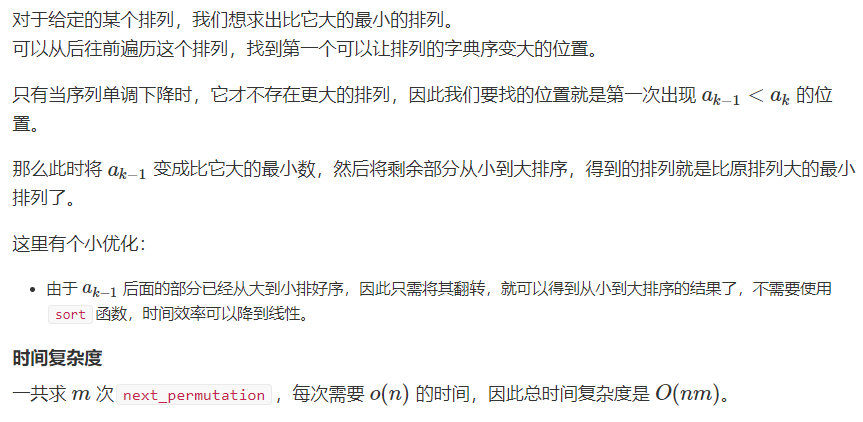 对于给定的某个排列，我们想求出比它大的最小的排列。
可以从后往前遍历这个排列，找到第一个可以让排列的字典序变大的位置。
只有当序列单调下降时，它才不存在更大的排列，因此我们要找的位置就是第一次出现 $a_{k-1} < a_k$ 的位
置。
那么此时将 $a_{k-1}$ 变成比它大的最小数，然后将剩余部分从小到大排序，得到的排列就是比原排列大的最小
排列了。
这里有个小优化：
• 由于 $a_{k-1}$ 后面的部分已经从大到小排好序，因此只需将其翻转，就可以得到从小到大排序的结果了，不需要使用
sort 函数，时间效率可以降到线性。
时间复杂度
一共求 $m$ 次 next_permutation ，每次需要 $o(n)$ 的时间，因此总时间复杂度是 $O(nm)$。